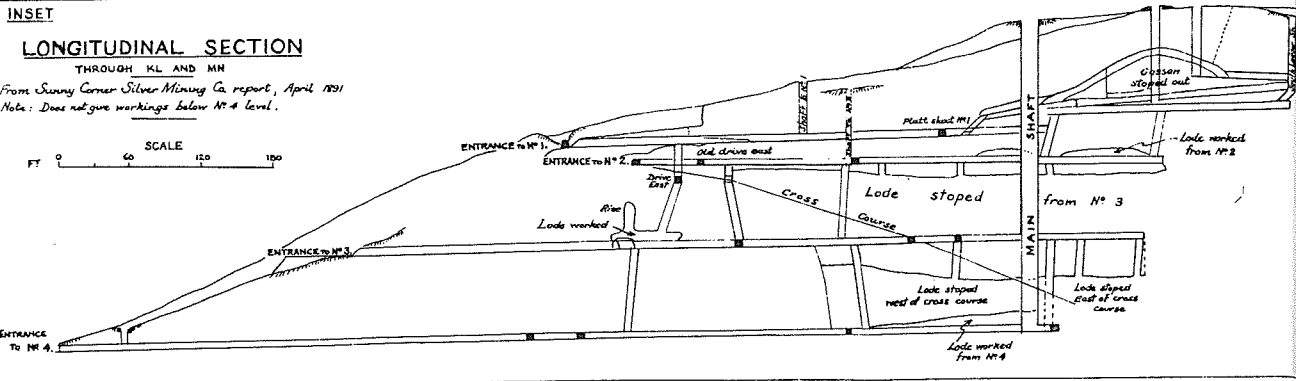 INSET
LONGITUDINAL SECTION
THROUGH KL AND MN
From Sunny Corner Silver Mining Co. report, April 1891
Note: Does not give workings below Nº 4 level.
SCALE
FT 0 60 120 180
ENTRANCE TO Nº 1.
ENTRANCE TO Nº 2.
Old drive east
Drive
East
Platt shoot Nº 1
Gossan
stoped out
MAIN SHAFT
Lode worked
from Nº 2
Cross Course
Lode stoped from Nº 3
Rise
Lode worked
ENTRANCE TO Nº 3.
Lode stoped
west of cross course
Lode stoped
East of cross
course
ENTRANCE
TO Nº 4.
Lode worked
from Nº 4